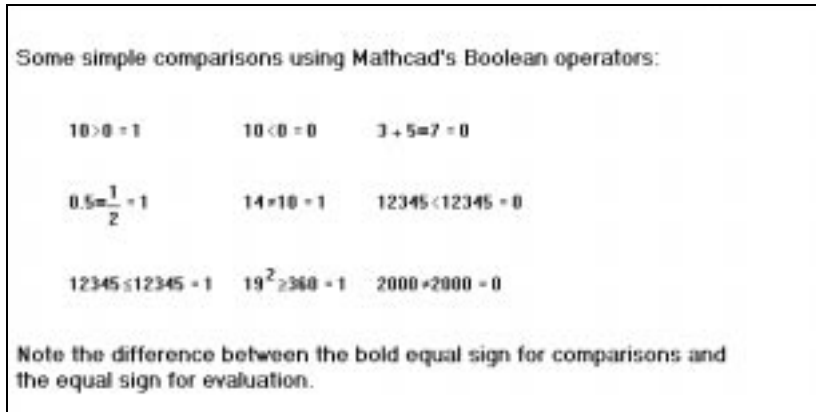 Some simple comparisons using Mathcad's Boolean operators:
10>0 = 1 10<0 = 0 3 + 5=7 = 0
0.5=1/2 = 1 14≠10 = 1 12345<12345 = 0
12345≤12345 = 1 19²≥360 = 1 2000≠2000 = 0
Note the difference between the bold equal sign for comparisons and
the equal sign for evaluation.